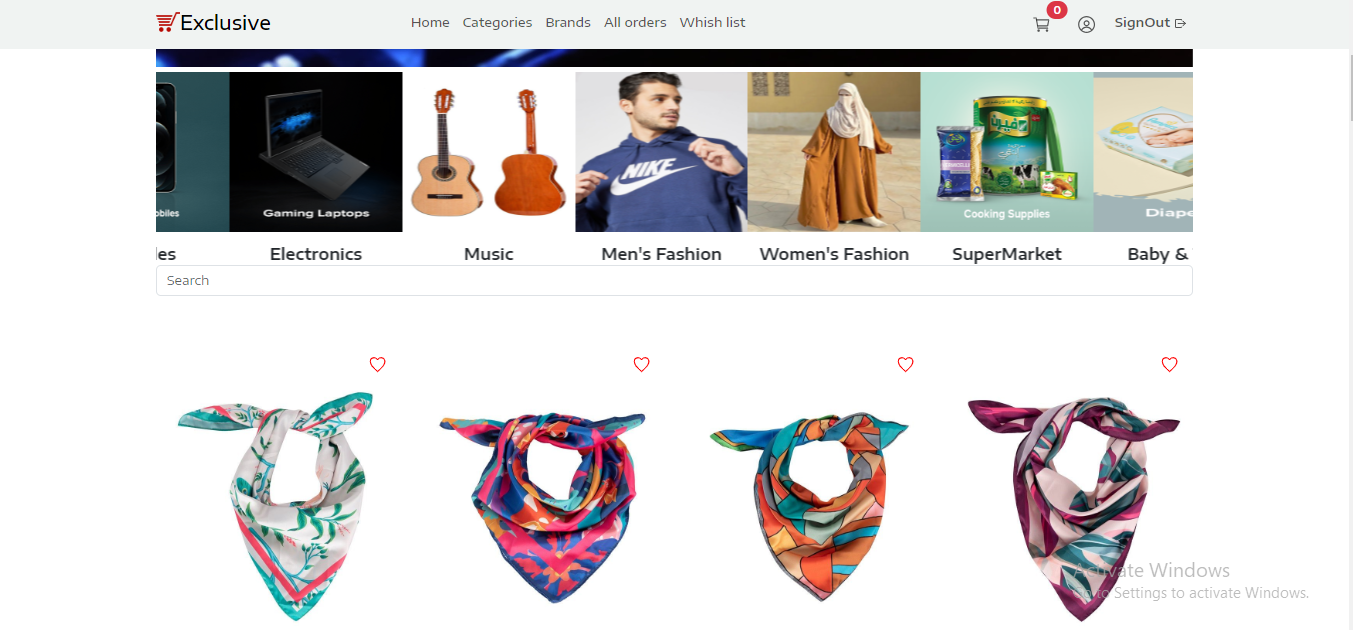 Exclusive
Home Categories Brands All orders Whish list
0
SignOut
obiles
Gaming Laptops
NIKE
Cooking Supplies
Diape
les Electronics Music Men's Fashion Women's Fashion SuperMarket Baby &
Search
Activate Windows
Go to Settings to activate Windows.